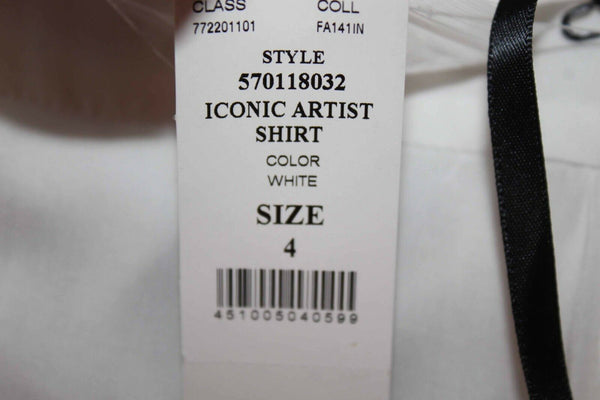 CLASS COLL
772201101 FA141IN
STYLE
570118032
ICONIC ARTIST
SHIRT
COLOR
WHITE
SIZE
4
451005040599